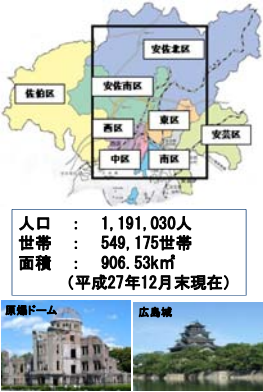 安佐北区
佐伯区
安佐南区
東区
西区
安芸区
中区
南区
人口 ： 1,191,030人
世帯 ： 549,175世帯
面積 ： 906.53k㎡
（平成27年12月末現在）
原爆ドーム
広島城